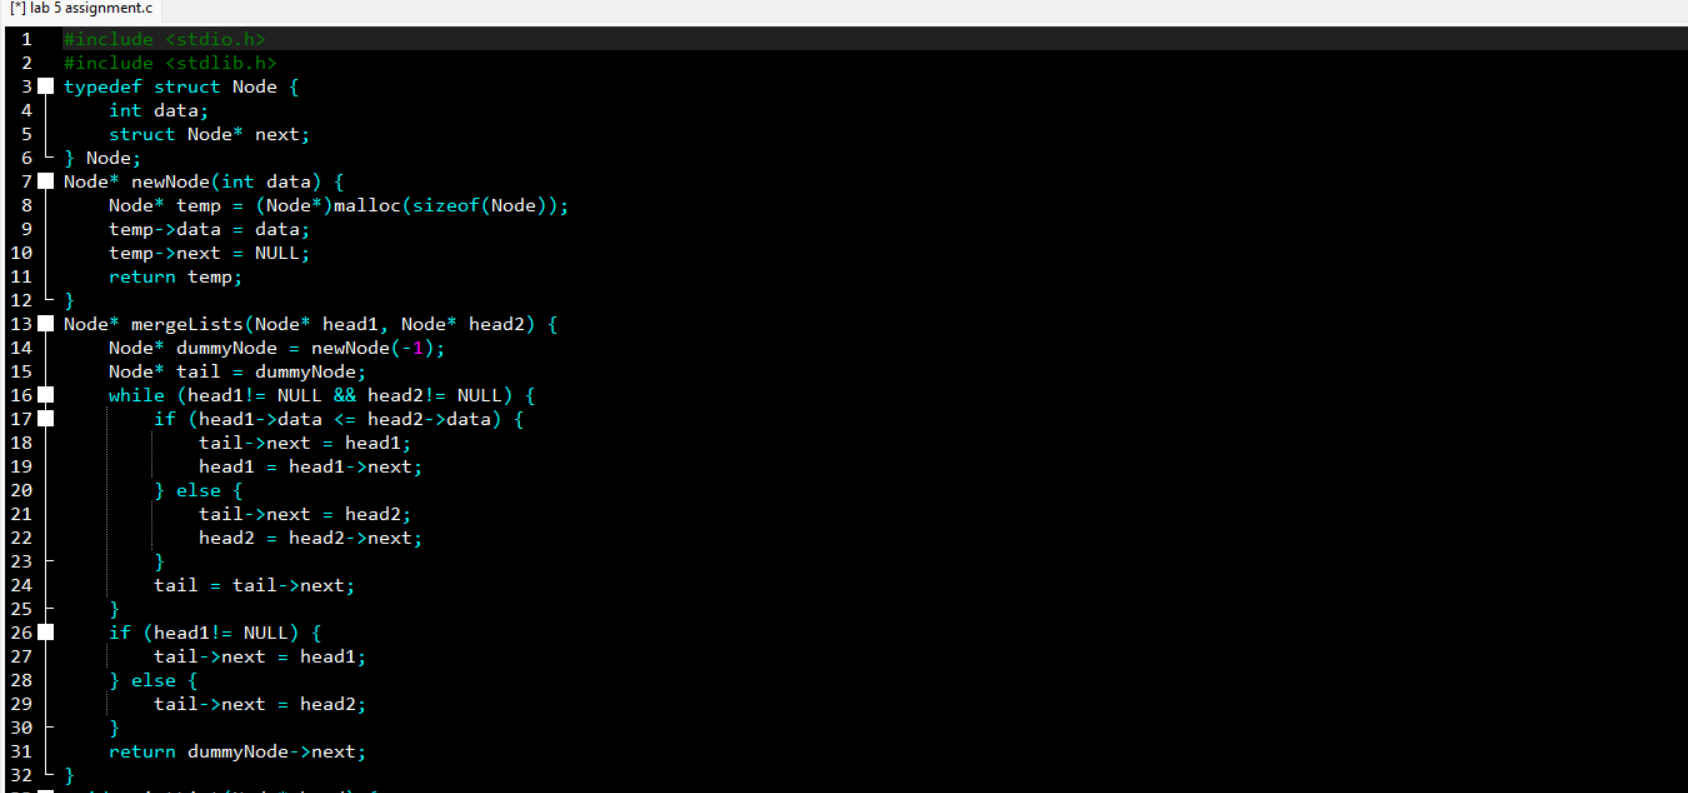 [*] lab 5 assignment.c
1 #include <stdio.h>
2 #include <stdlib.h>
3 typedef struct Node {
4     int data;
5     struct Node* next;
6 } Node;
7 Node* newNode(int data) {
8     Node* temp = (Node*)malloc(sizeof(Node));
9     temp->data = data;
10     temp->next = NULL;
11     return temp;
12 }
13 Node* mergeLists(Node* head1, Node* head2) {
14     Node* dummyNode = newNode(-1);
15     Node* tail = dummyNode;
16     while (head1!= NULL && head2!= NULL) {
17         if (head1->data <= head2->data) {
18             tail->next = head1;
19             head1 = head1->next;
20         } else {
21             tail->next = head2;
22             head2 = head2->next;
23         }
24         tail = tail->next;
25     }
26     if (head1!= NULL) {
27         tail->next = head1;
28     } else {
29         tail->next = head2;
30     }
31     return dummyNode->next;
32 }